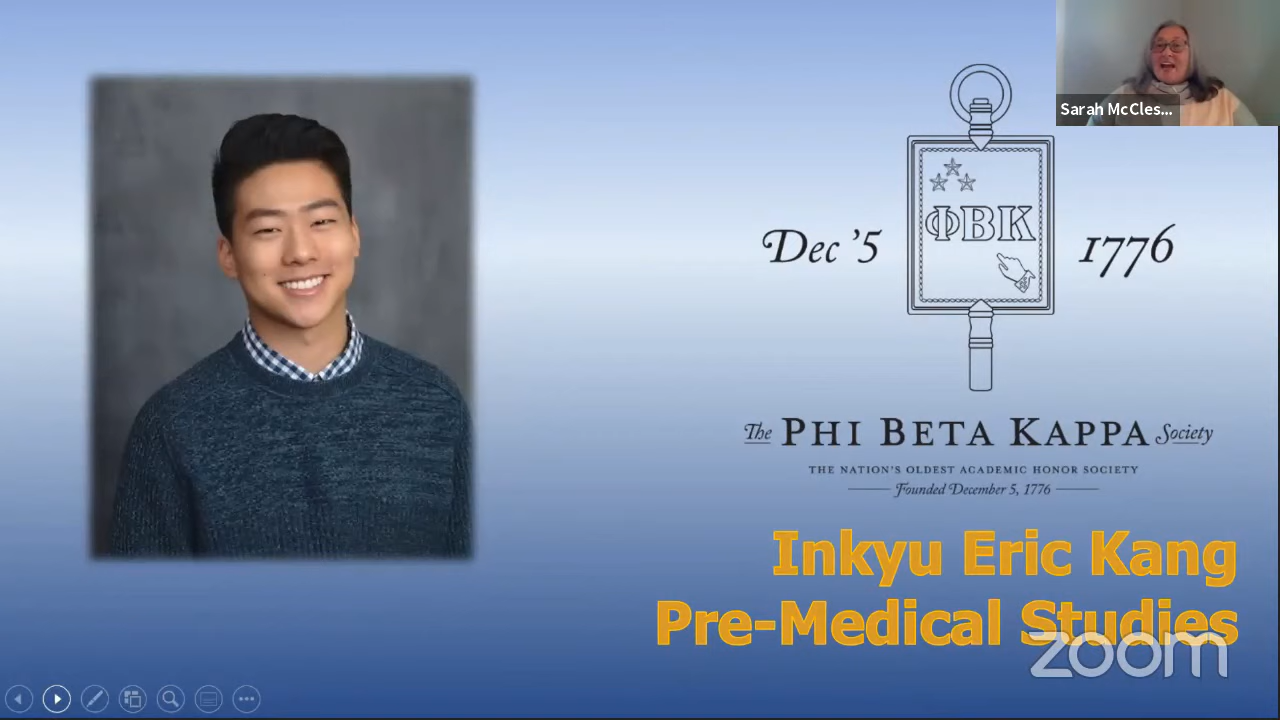 Sarah McCles...
Dec '5
ΦΒΚ
1776
The PHI BETA KAPPA Society
THE NATION'S OLDEST ACADEMIC HONOR SOCIETY
Founded December 5, 1776
Inkyu Eric Kang
Pre-Medical Studies
zoom